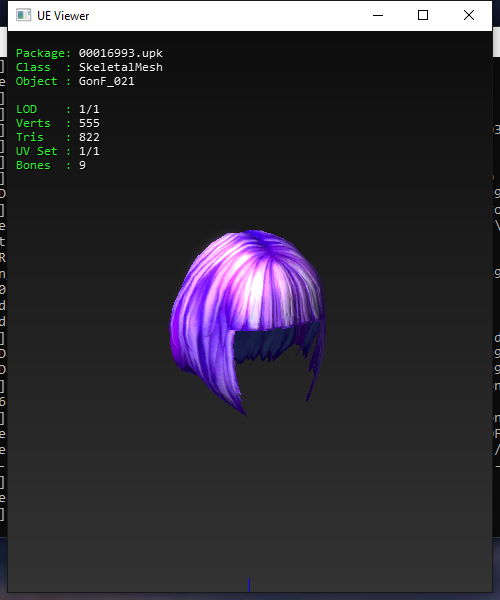 UE Viewer
Package: 00016993.upk
Class  : SkeletalMesh
Object : GonF_021
LOD    : 1/1
Verts  : 555
Tris   : 822
UV Set : 1/1
Bones  : 9